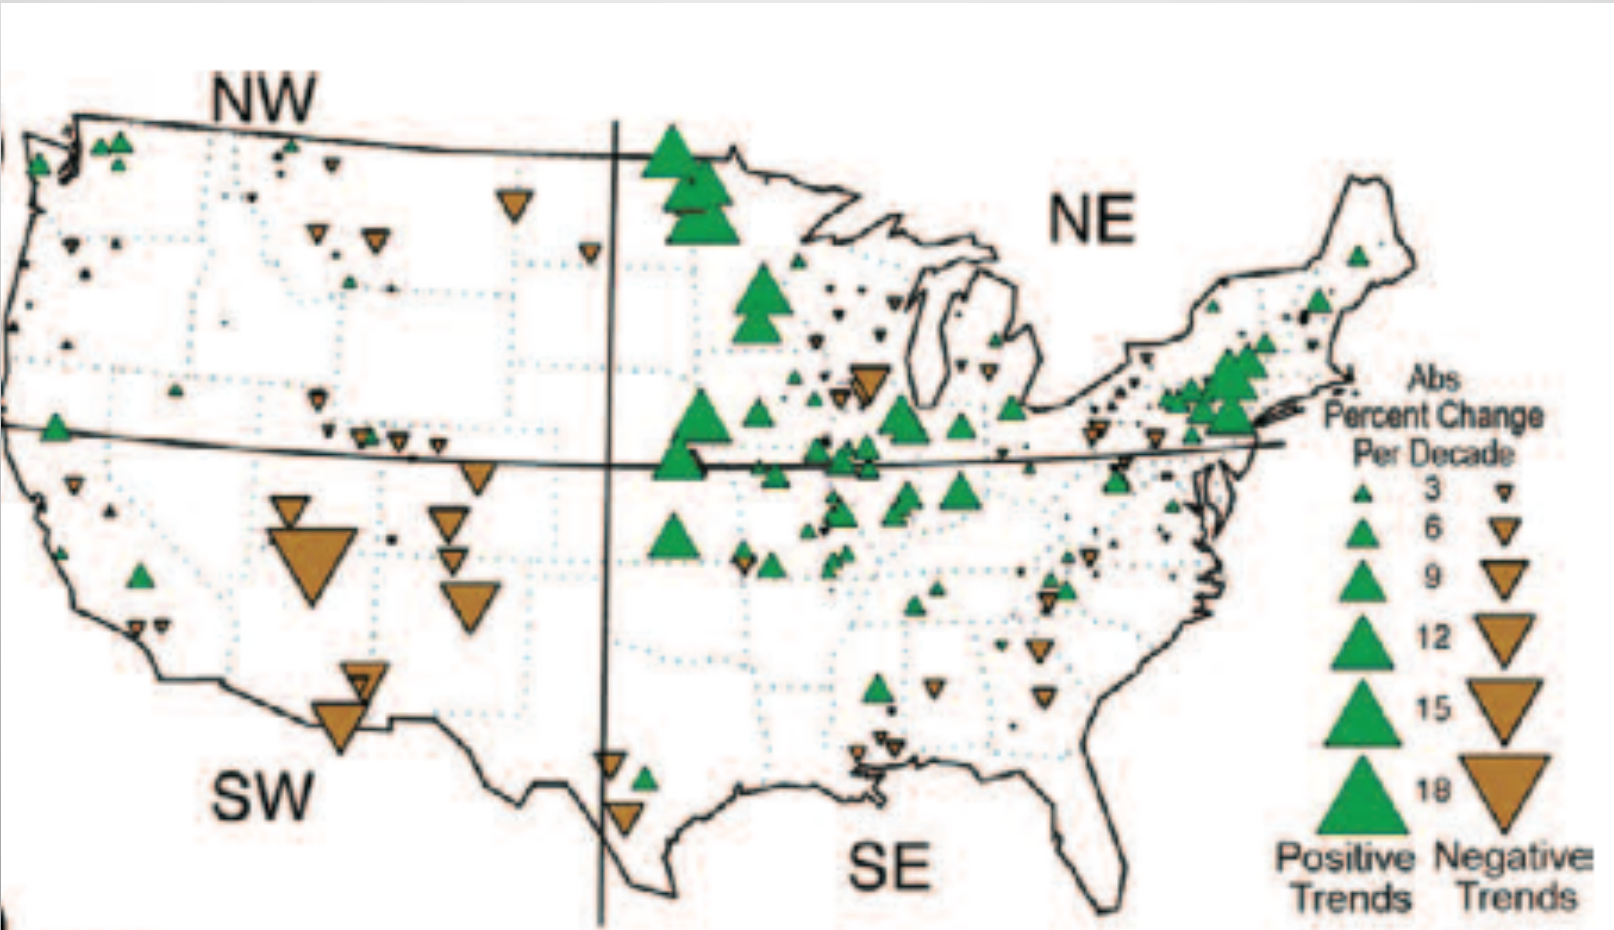 NW
NE
SW
SE
Abs
Percent Change
Per Decade
3
6
9
12
15
18
Positive Negative
Trends Trends